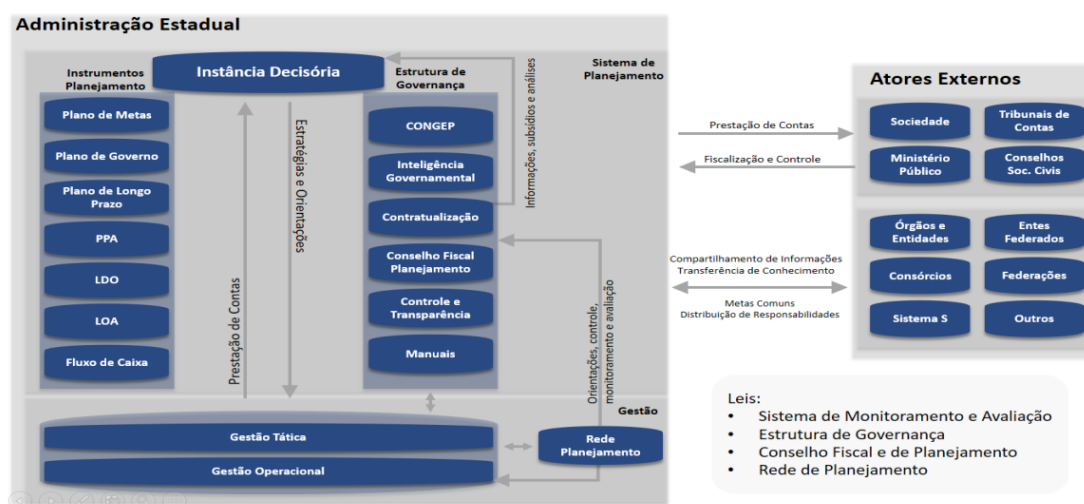 Administração Estadual
Instância Decisória
Instrumentos
Planejamento
Plano de Metas
Plano de Governo
Plano de Longo
Prazo
PPA
LDO
LOA
Fluxo de Caixa
Prestação de Contas
Estratégias e Orientações
Estrutura de
Governança
CONGEP
Inteligência
Governamental
Contratualização
Conselho Fiscal
Planejamento
Controle e
Transparência
Manuais
Informações, subsídios e análises
Sistema de
Planejamento
Orientações, controle,
monitoramento e avaliação
Gestão
Gestão Tática
Gestão Operacional
Rede
Planejamento
Prestação de Contas
Fiscalização e Controle
Compartilhamento de Informações
Transferência de Conhecimento
Metas Comuns
Distribuição de Responsabilidades
Atores Externos
Sociedade
Tribunais de
Contas
Ministério
Público
Conselhos
Soc. Civis
Órgãos e
Entidades
Entes
Federados
Consórcios
Federações
Sistema S
Outros
Leis:
• Sistema de Monitoramento e Avaliação
• Estrutura de Governança
• Conselho Fiscal e de Planejamento
• Rede de Planejamento